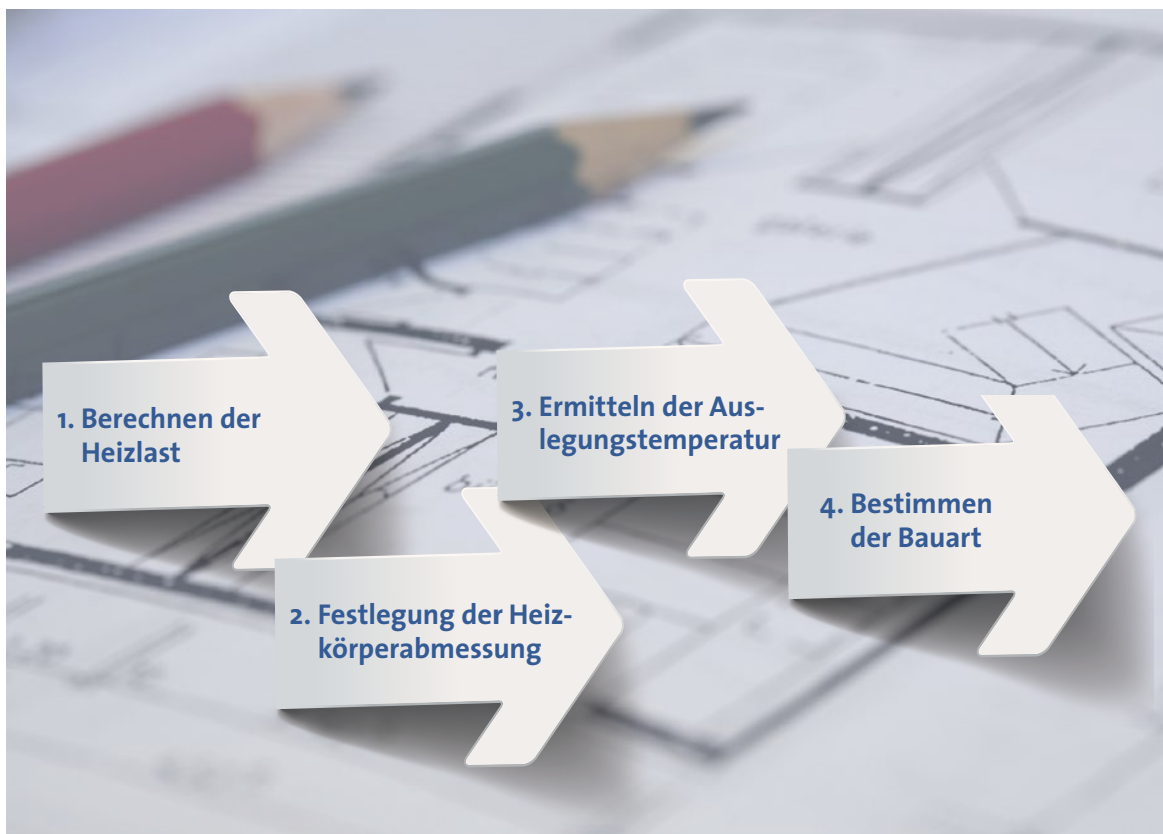 1. Berechnen der
Heizlast
2. Festlegung der Heiz-
körperabmessung
3. Ermitteln der Aus-
legungstemperatur
4. Bestimmen
der Bauart